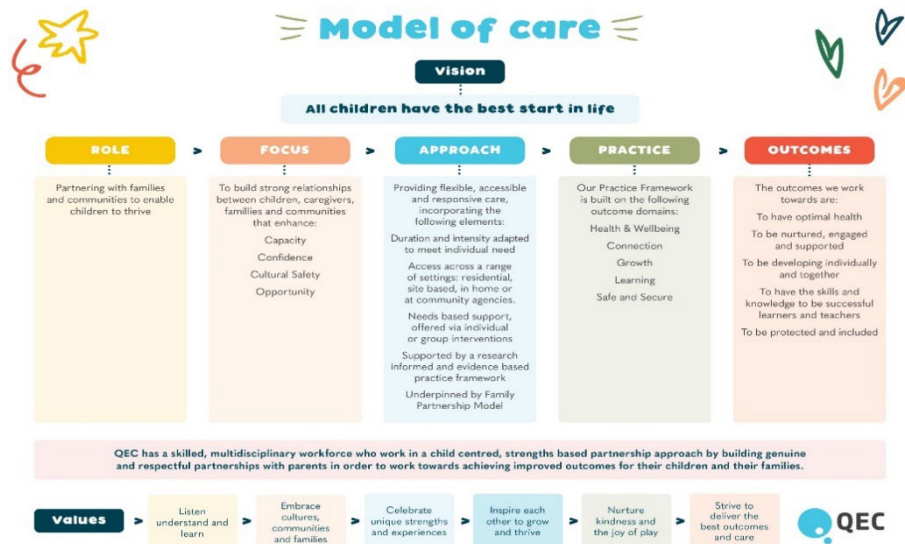 Model of care
Vision
All children have the best start in life
ROLE
Partnering with families
and communities to enable
children to thrive
FOCUS
To build strong relationships
between children, caregivers,
families and communities
that enhance:
Capacity
Confidence
Cultural Safety
Opportunity
APPROACH
Providing flexible, accessible
and responsive care,
incorporating the
following elements:
Duration and intensity adapted
to meet individual need
Access across a range
of settings: residential,
site based, in home or
at community agencies.
Needs based support,
offered via individual
or group interventions
Supported by a research
informed and evidence based
practice framework
Underpinned by Family
Partnership Model
PRACTICE
Our Practice Framework
is built on the following
outcome domains:
Health & Wellbeing
Connection
Growth
Learning
Safe and Secure
OUTCOMES
The outcomes we work
towards are:
To have optimal health
To be nurtured, engaged
and supported
To be developing individually
and together
To have the skills and
knowledge to be successful
learners and teachers
To be protected and included
QEC has a skilled, multidisciplinary workforce who work in a child centred, strengths based partnership approach by building genuine
and respectful partnerships with parents in order to work towards achieving improved outcomes for their children and their families.
Values
Listen
understand and
learn
Embrace
cultures,
communities
and families
Celebrate
unique strengths
and experiences
Inspire each
other to grow
and thrive
Nurture
kindness and
the joy of play
Strive to
deliver the
best outcomes
and care
QEC